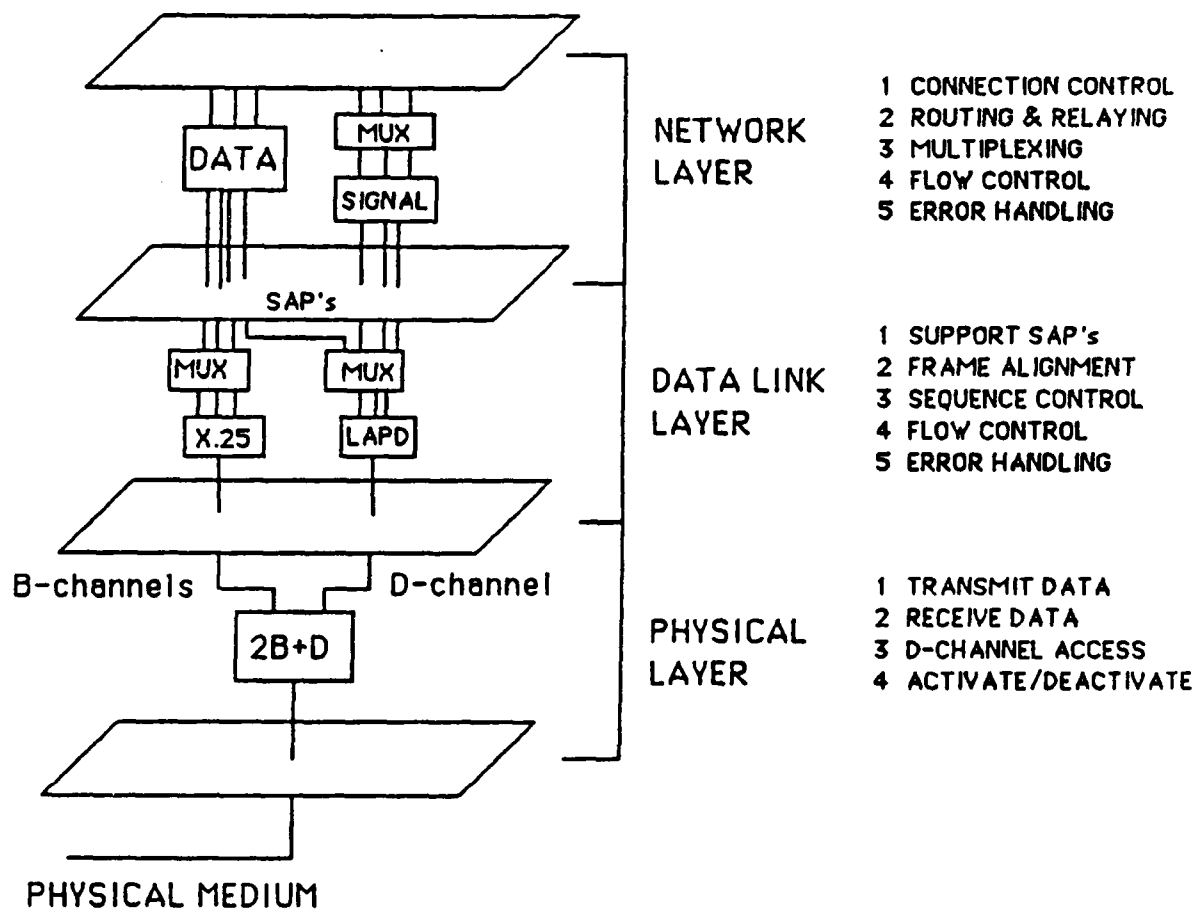 DATA
MUX
SIGNAL
NETWORK
LAYER
1 CONNECTION CONTROL
2 ROUTING & RELAYING
3 MULTIPLEXING
4 FLOW CONTROL
5 ERROR HANDLING
SAP's
MUX
MUX
X.25
LAPD
DATA LINK
LAYER
1 SUPPORT SAP's
2 FRAME ALIGNMENT
3 SEQUENCE CONTROL
4 FLOW CONTROL
5 ERROR HANDLING
B-channels
D-channel
2B+D
PHYSICAL
LAYER
1 TRANSMIT DATA
2 RECEIVE DATA
3 D-CHANNEL ACCESS
4 ACTIVATE/DEACTIVATE
PHYSICAL MEDIUM